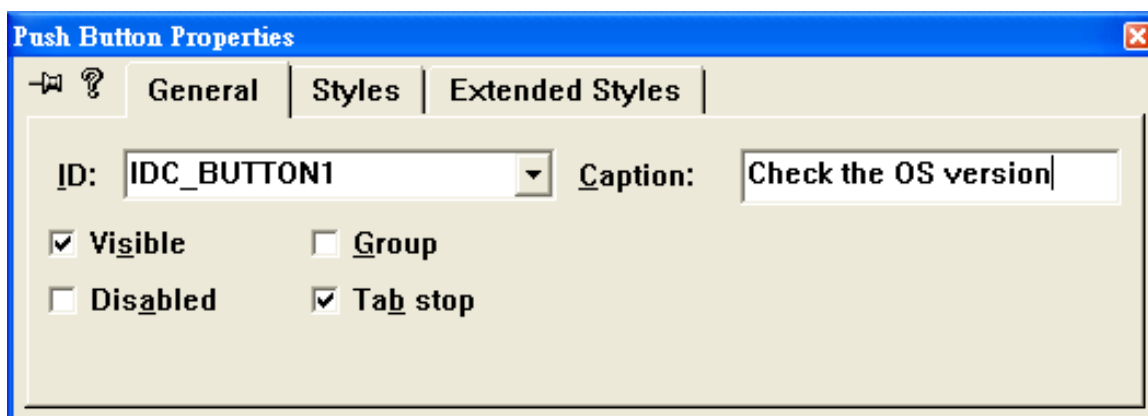 Push Button Properties
General Styles Extended Styles
ID: IDC_BUTTON1 Caption: Check the OS version
Visible Group
Disabled Tab stop